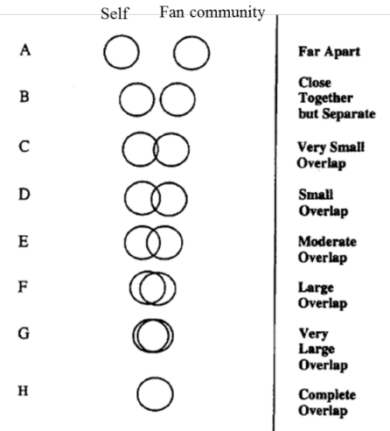 Self Fan community
A Far Apart
B Close
Together
but Separate
C Very Small
Overlap
D Small
Overlap
E Moderate
Overlap
F Large
Overlap
G Very
Large
Overlap
H Complete
Overlap